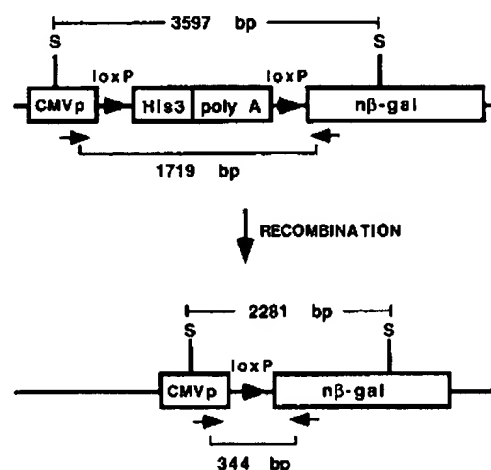 3597 bp
S S
loxP loxP
CMVp His3 poly A nβ-gal
1719 bp
RECOMBINATION
2281 bp
S S
loxP
CMVp nβ-gal
344 bp